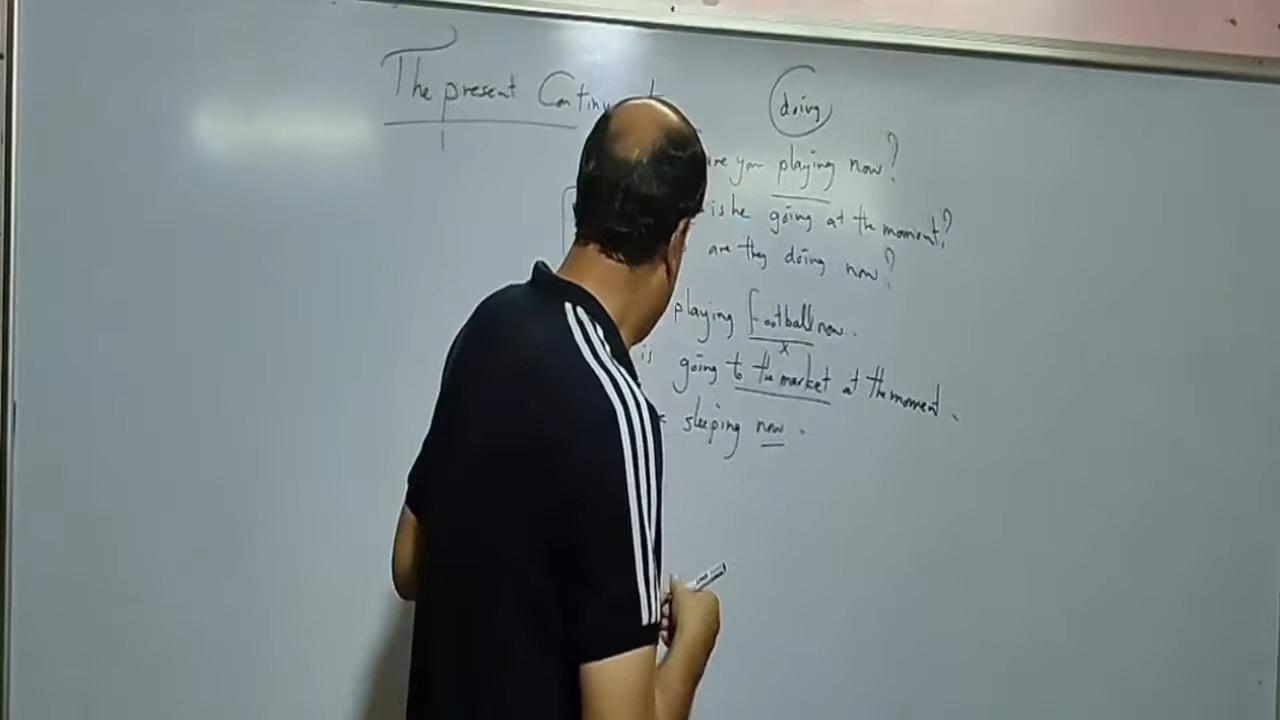 The present Continu
doing
are you playing now?
is he going at the moment?
are they doing now?
playing football now.
x
is going to the market at the moment.
sleeping now.